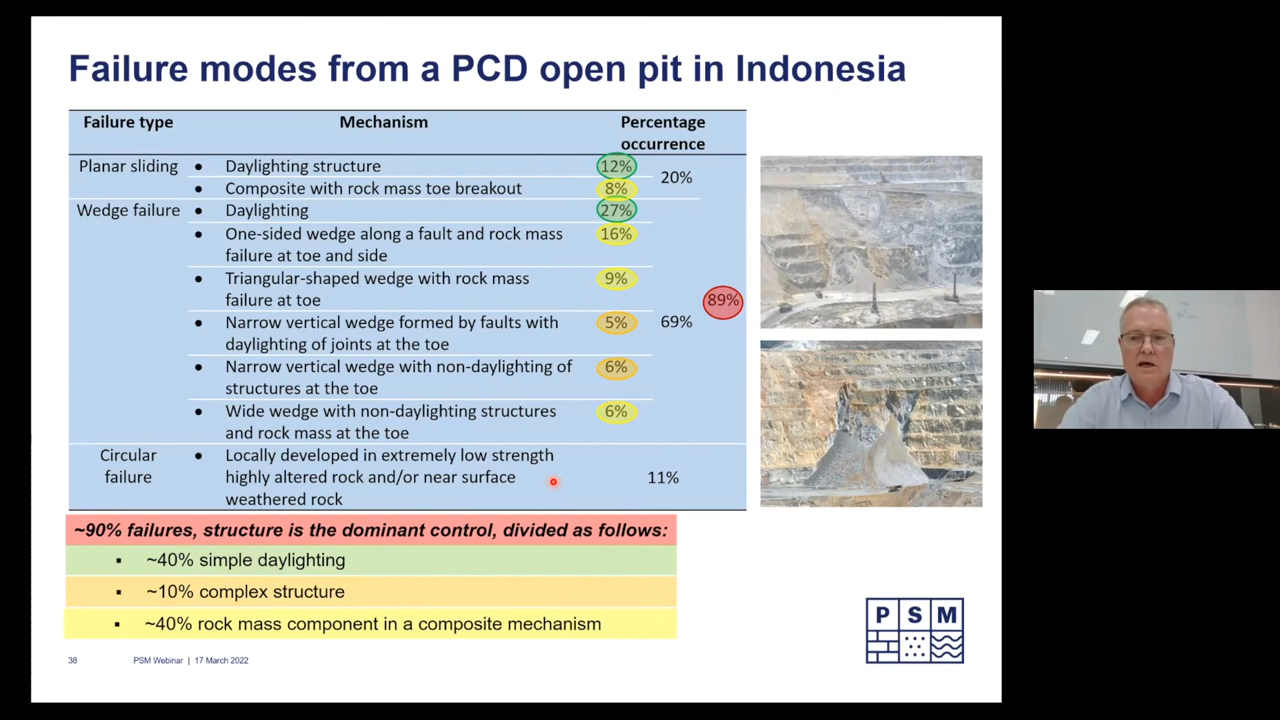 Failure modes from a PCD open pit in Indonesia
Failure type Mechanism Percentage
occurrence
Planar sliding • Daylighting structure 12%
20%
• Composite with rock mass toe breakout 8%
Wedge failure • Daylighting 27%
• One-sided wedge along a fault and rock mass 16%
failure at toe and side
• Triangular-shaped wedge with rock mass 9%
failure at toe
89%
• Narrow vertical wedge formed by faults with 5% 69%
daylighting of joints at the toe
• Narrow vertical wedge with non-daylighting of 6%
structures at the toe
• Wide wedge with non-daylighting structures 6%
and rock mass at the toe
Circular • Locally developed in extremely low strength
failure highly altered rock and/or near surface 11%
weathered rock
~90% failures, structure is the dominant control, divided as follows:
▪ ~40% simple daylighting
▪ ~10% complex structure
▪ ~40% rock mass component in a composite mechanism
P S M
38 PSM Webinar | 17 March 2022